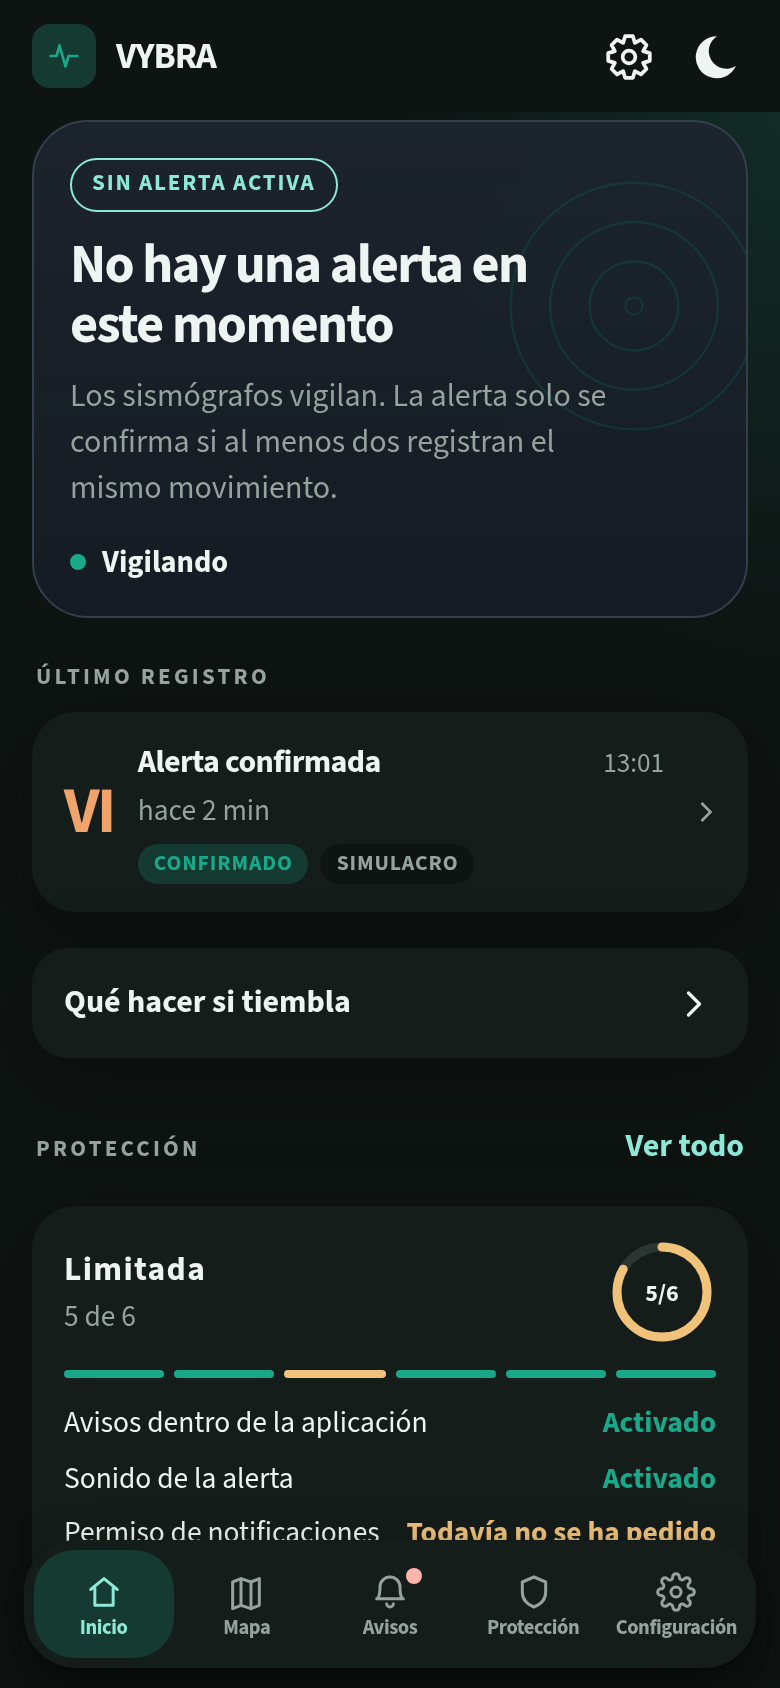 VYBRA
SIN ALERTA ACTIVA
No hay una alerta en
este momento
Los sismógrafos vigilan. La alerta solo se
confirma si al menos dos registran el
mismo movimiento.
Vigilando
ÚLTIMO REGISTRO
VI
Alerta confirmada
13:01
hace 2 min
CONFIRMADO
SIMULACRO
Qué hacer si tiembla
PROTECCIÓN
Ver todo
Limitada
5/6
5 de 6
Avisos dentro de la aplicación
Activado
Sonido de la alerta
Activado
Permiso de notificaciones
Todavía no se ha pedido
Inicio
Mapa
Avisos
Protección
Configuración